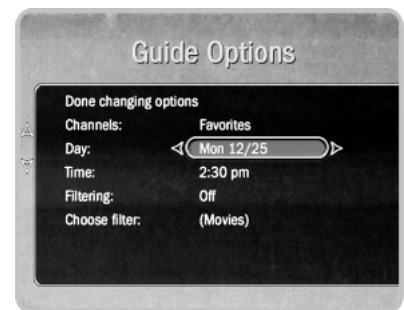 Guide Options
Done changing options
Channels: Favorites
Day: Mon 12/25
Time: 2:30 pm
Filtering: Off
Choose filter: (Movies)